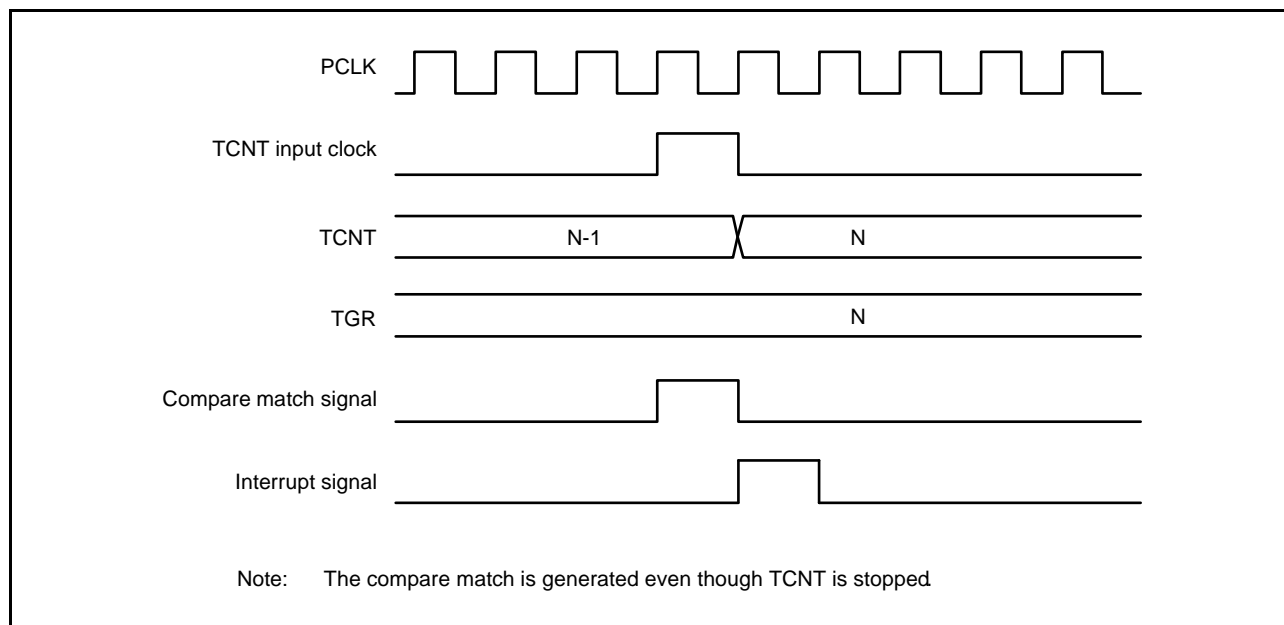 PCLK
TCNT input clock
TCNT N-1 N
TGR N
Compare match signal
Interrupt signal
Note: The compare match is generated even though TCNT is stopped.